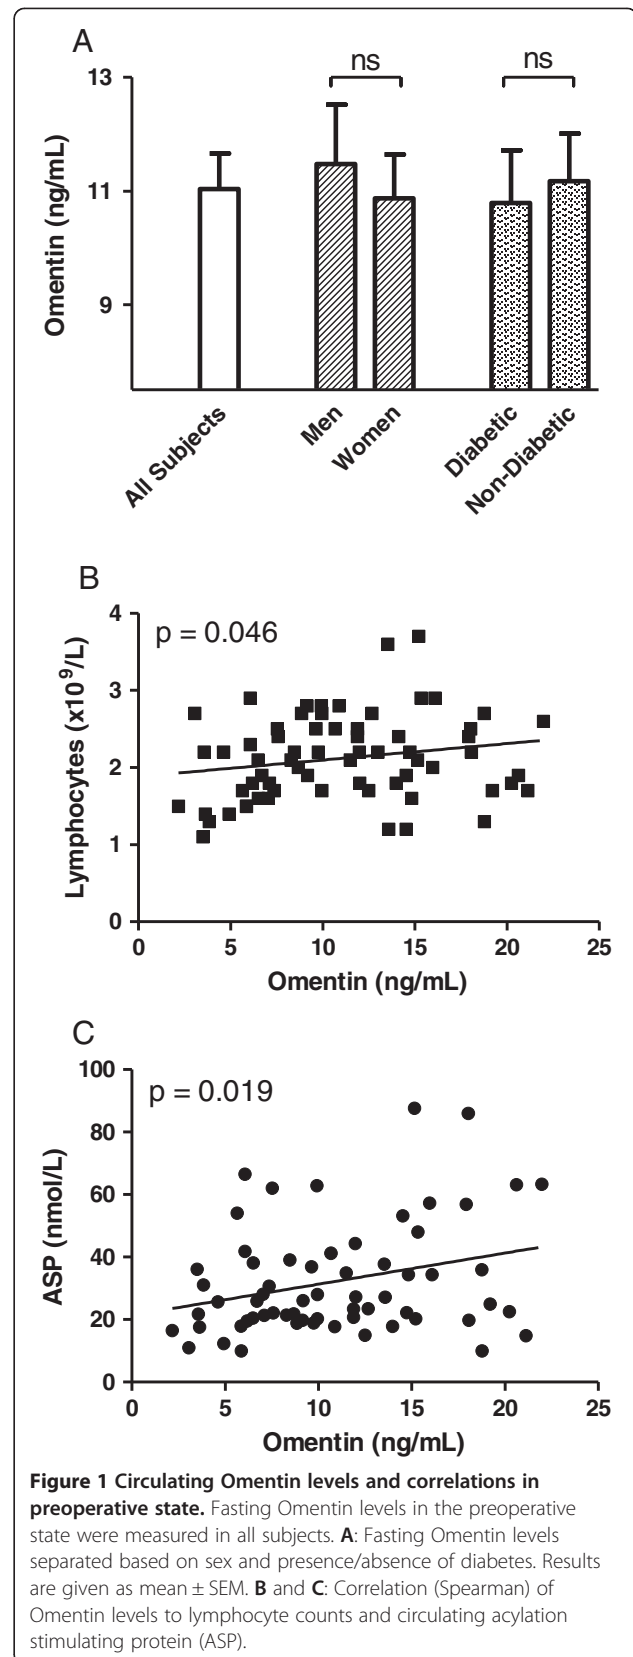 A
13
11
9
Omentin (ng/mL)
ns
ns
All Subjects
Men
Women
Diabetic
Non-Diabetic
B
p = 0.046
4
3
2
1
0
Lymphocytes (x10⁹/L)
0 5 10 15 20 25
Omentin (ng/mL)
C
p = 0.019
100
80
60
40
20
0
ASP (nmol/L)
0 5 10 15 20 25
Omentin (ng/mL)
Figure 1 Circulating Omentin levels and correlations in
preoperative state. Fasting Omentin levels in the preoperative
state were measured in all subjects. A: Fasting Omentin levels
separated based on sex and presence/absence of diabetes. Results
are given as mean ± SEM. B and C: Correlation (Spearman) of
Omentin levels to lymphocyte counts and circulating acylation
stimulating protein (ASP).